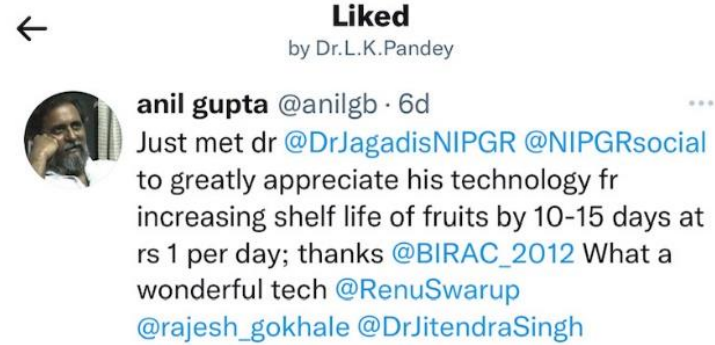 Liked
by Dr.L.K.Pandey
anil gupta @anilgb · 6d
Just met dr @DrJagadisNIPGR @NIPGRsocial
to greatly appreciate his technology fr
increasing shelf life of fruits by 10-15 days at
rs 1 per day; thanks @BIRAC_2012 What a
wonderful tech @RenuSwarup
@rajesh_gokhale @DrJitendraSingh